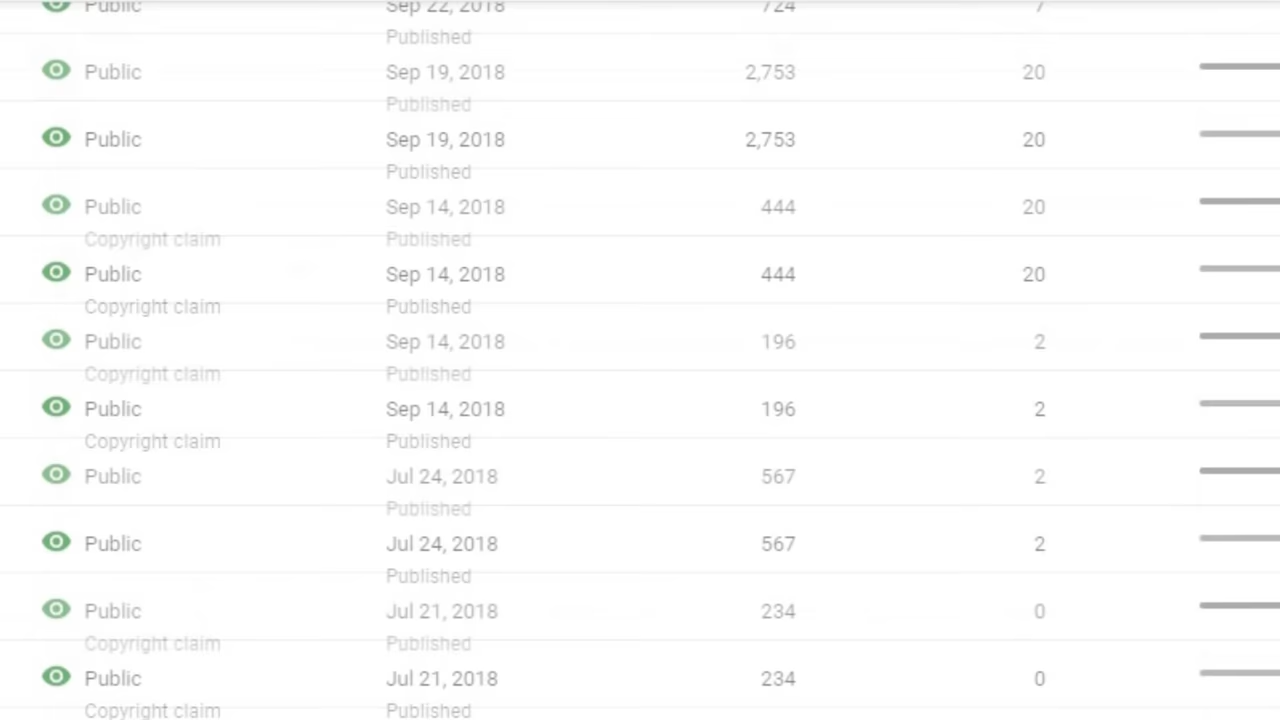 Public Sep 22, 2018 724 7
Published
Public Sep 19, 2018 2,753 20
Published
Public Sep 19, 2018 2,753 20
Published
Public Sep 14, 2018 444 20
Copyright claim Published
Public Sep 14, 2018 444 20
Copyright claim Published
Public Sep 14, 2018 196 2
Copyright claim Published
Public Sep 14, 2018 196 2
Copyright claim Published
Public Jul 24, 2018 567 2
Published
Public Jul 24, 2018 567 2
Published
Public Jul 21, 2018 234 0
Copyright claim Published
Public Jul 21, 2018 234 0
Copyright claim Published